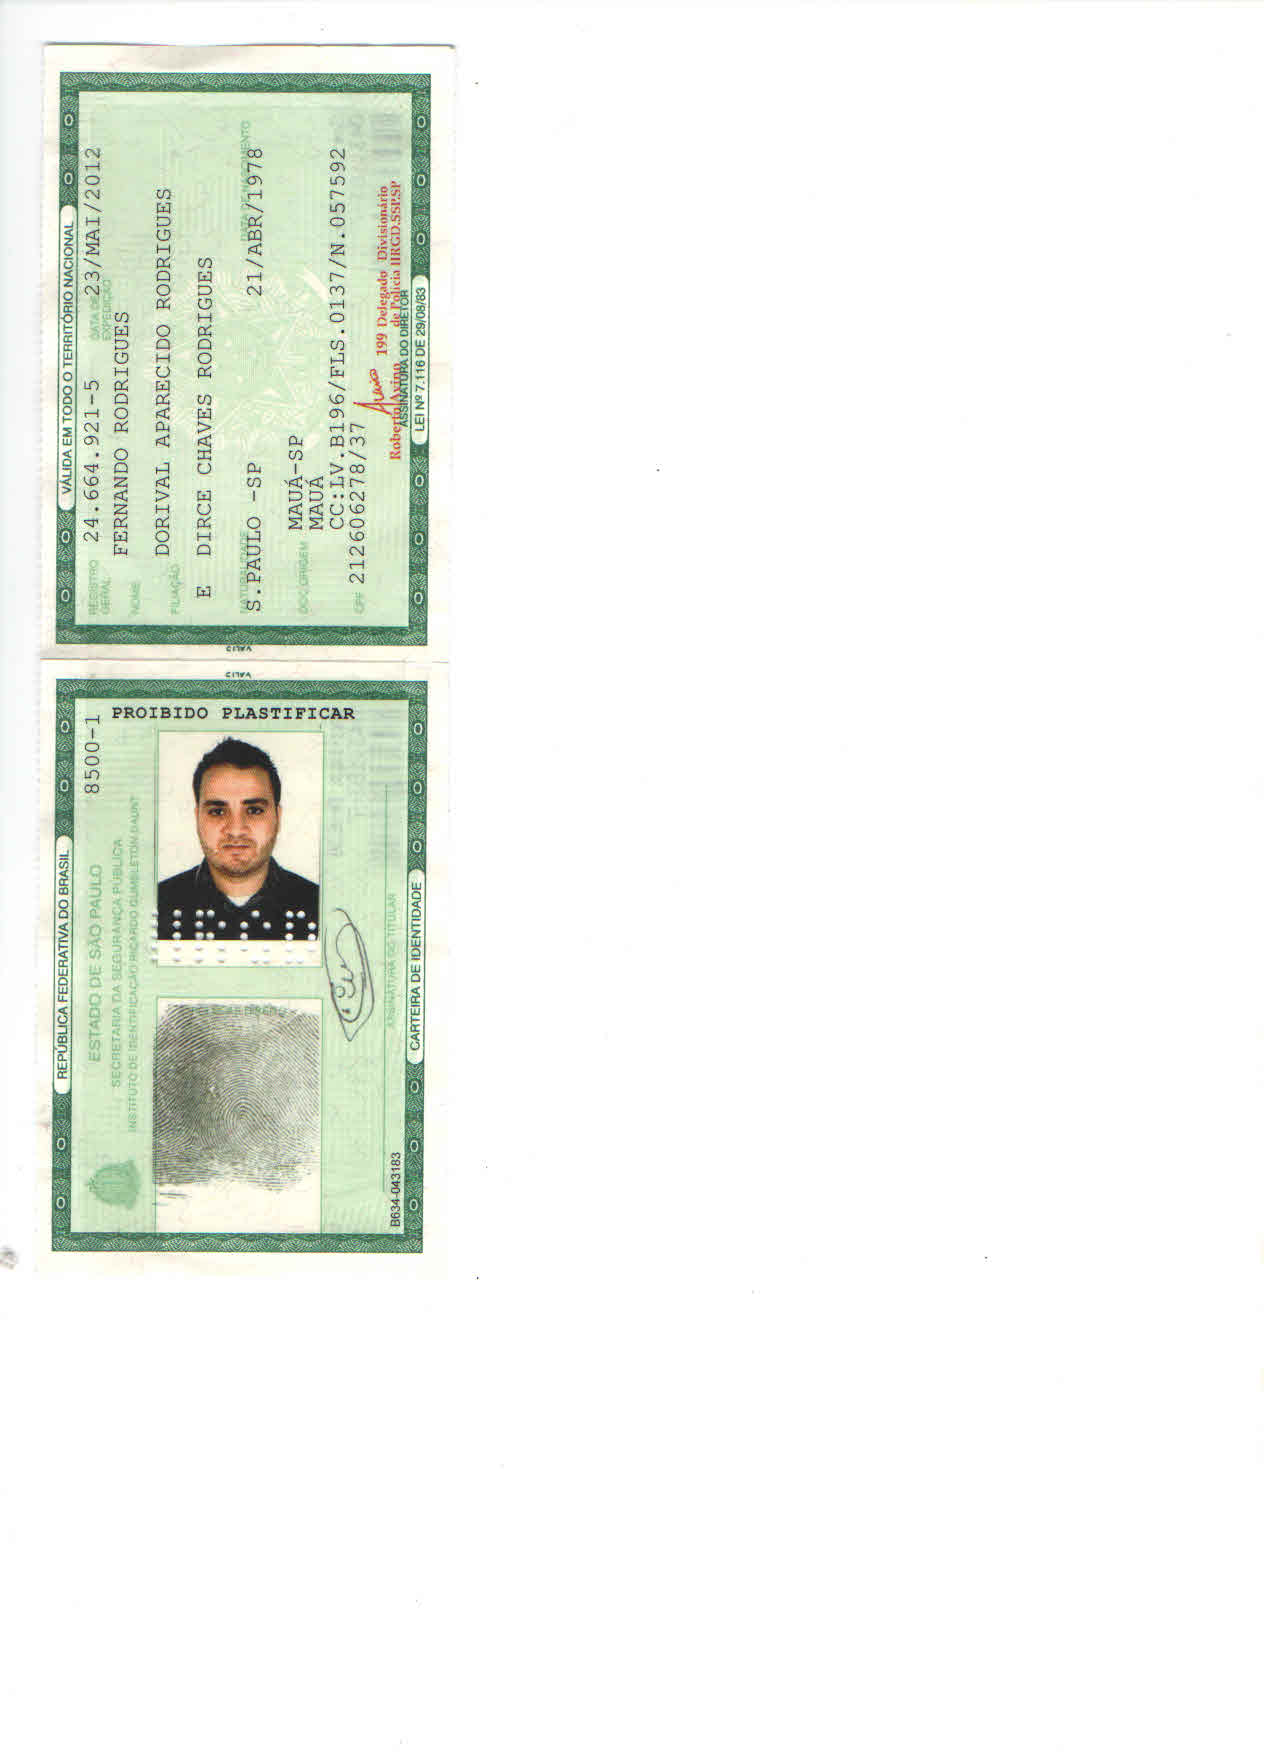 VÁLIDA EM TODO O TERRITÓRIO NACIONAL
REGISTRO GERAL 24.664.921-5 DATA DE EXPEDIÇÃO 23/MAI/2012
NOME FERNANDO RODRIGUES
FILIAÇÃO DORIVAL APARECIDO RODRIGUES
E DIRCE CHAVES RODRIGUES
NATURALIDADE DATA DE NASCIMENTO
S.PAULO -SP 21/ABR/1978
DOC. ORIGEM MAUÁ-SP
MAUÁ
CC:LV.B196/FLS.0137/N.057592
CPF 212606278/37
199 Delegado Divisionário
Roberto Avino de Polícia IIRGD.SSP.SP
ASSINATURA DO DIRETOR
LEI Nº 7.116 DE 29/08/83
VALID
VALID
REPÚBLICA FEDERATIVA DO BRASIL
8500-1
ESTADO DE SÃO PAULO
SECRETARIA DA SEGURANÇA PÚBLICA
INSTITUTO DE IDENTIFICAÇÃO RICARDO GUMBLETON DAUNT
PROIBIDO PLASTIFICAR
ASSINATURA DO TITULAR
B634-043183
CARTEIRA DE IDENTIDADE